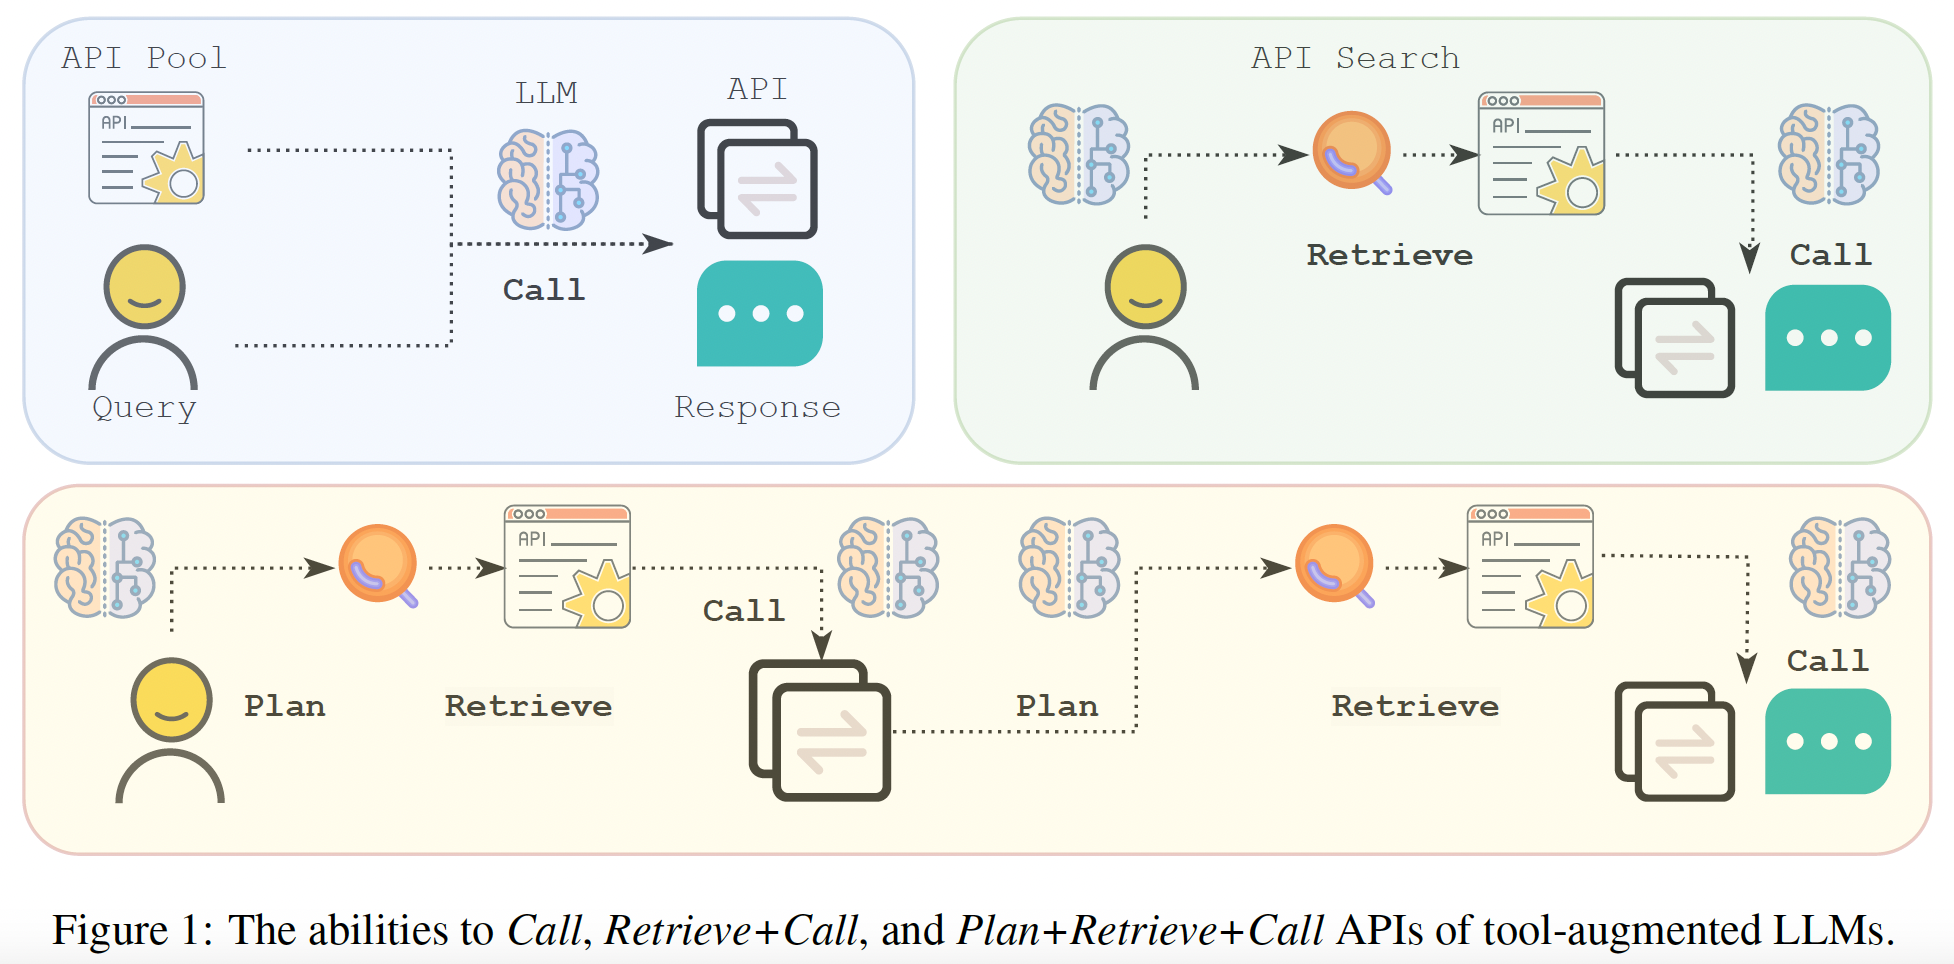 API Pool
API
LLM
API
Call
Query
Response
API Search
API
Retrieve
Call
API
Call
Plan
Retrieve
Plan
API
Retrieve
Call
Figure 1: The abilities to Call, Retrieve+Call, and Plan+Retrieve+Call APIs of tool-augmented LLMs.